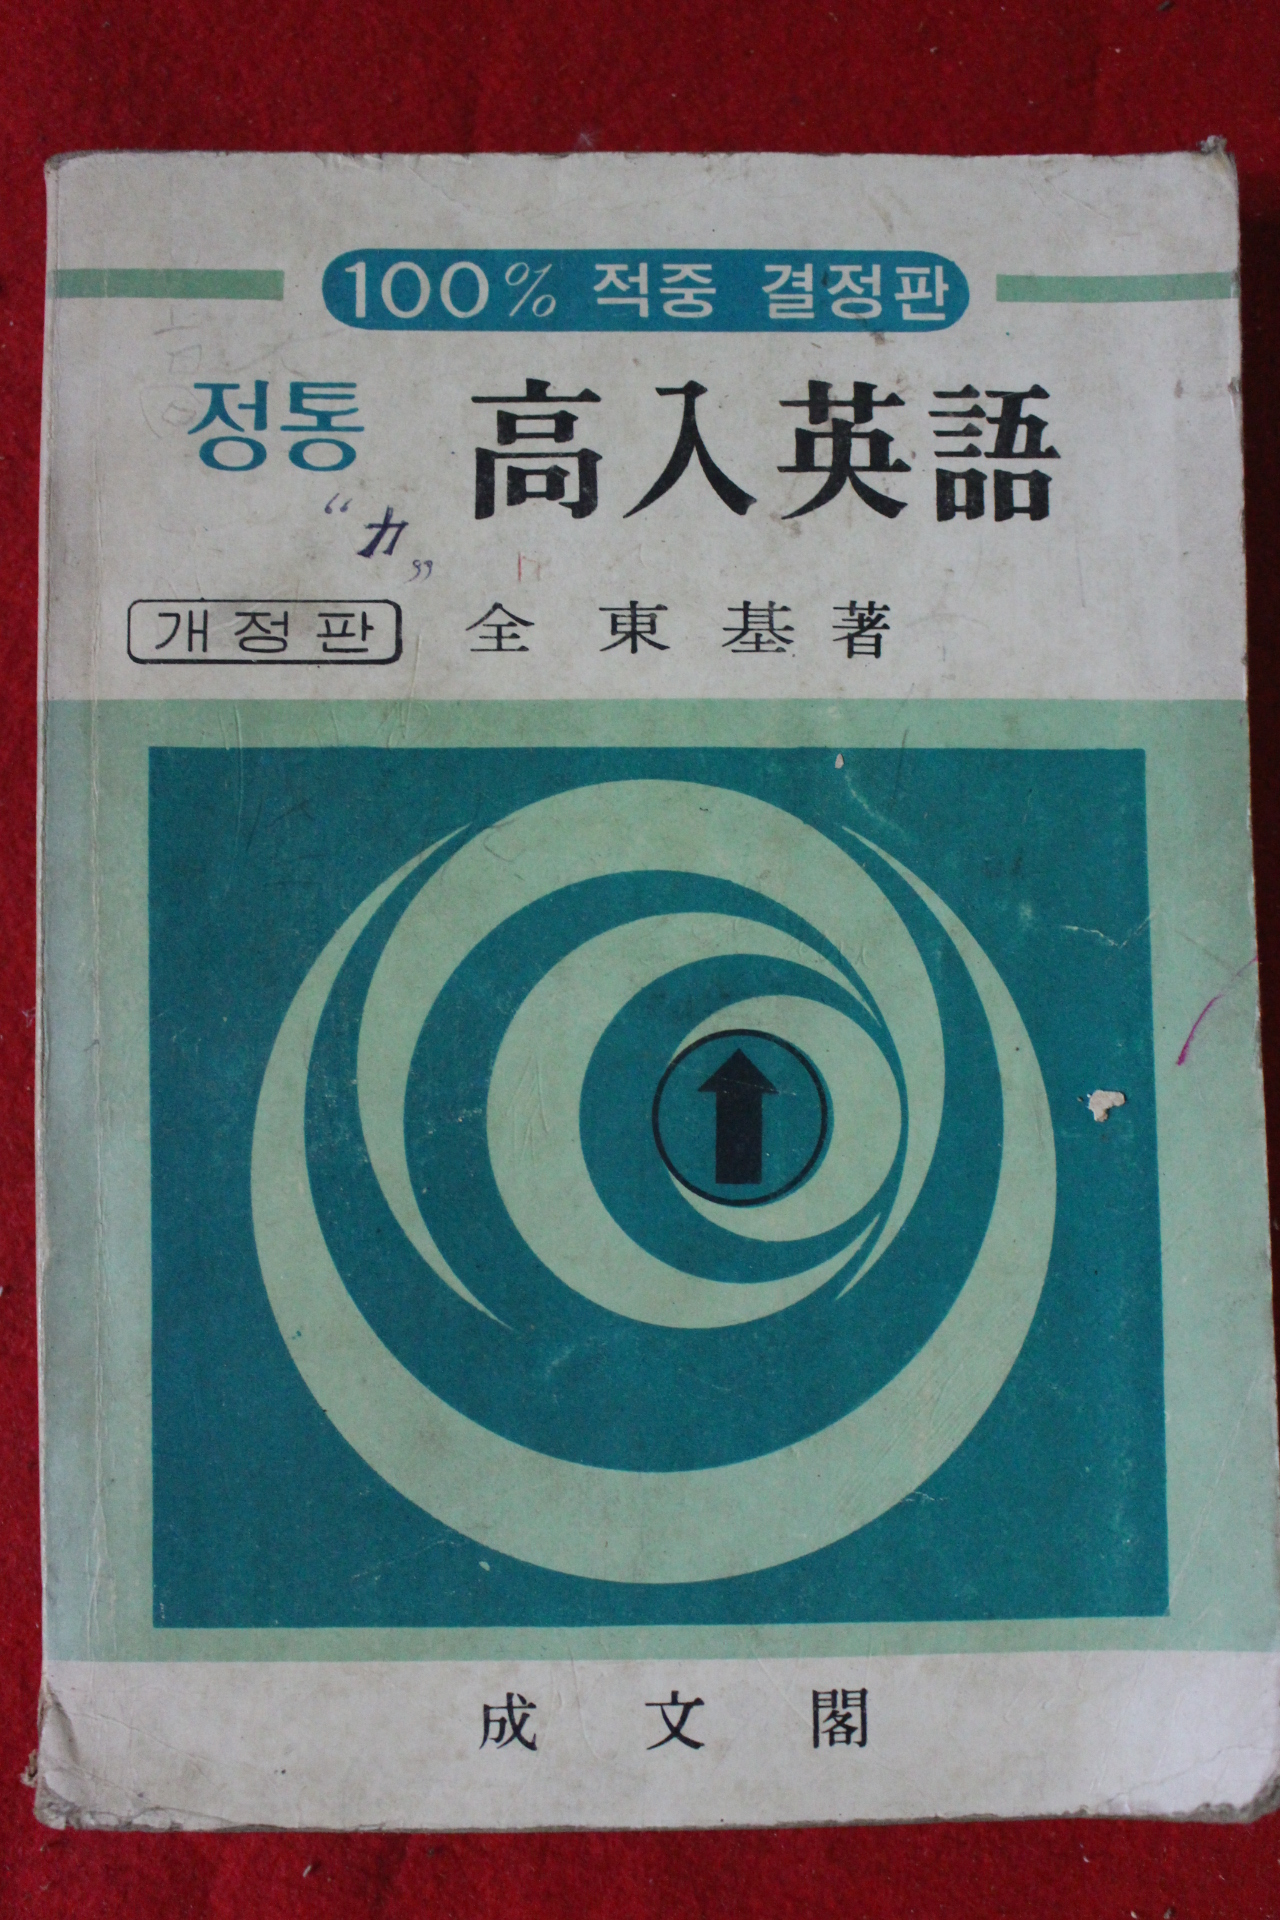 100% 적중 결정판
정통 高入英語
“カ„
개정판 全東基著
成文閣